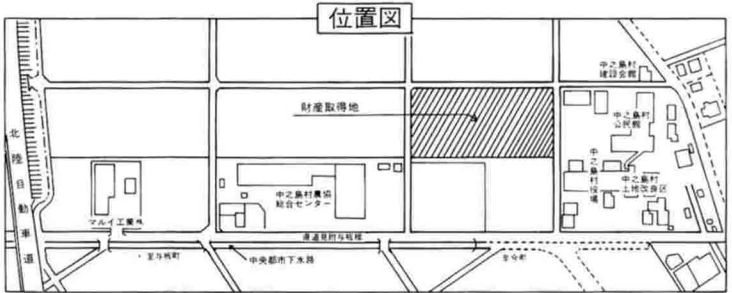 位置図
中之島村
建設会館
財産取得地
中之島村
公民館
北陸自動車道
中之島村役場
中之島村
土地改良区
中之島村農協
総合センター
マルイ工業㈱
県道見附与板線
至与板町
中央都市下水路
至今町